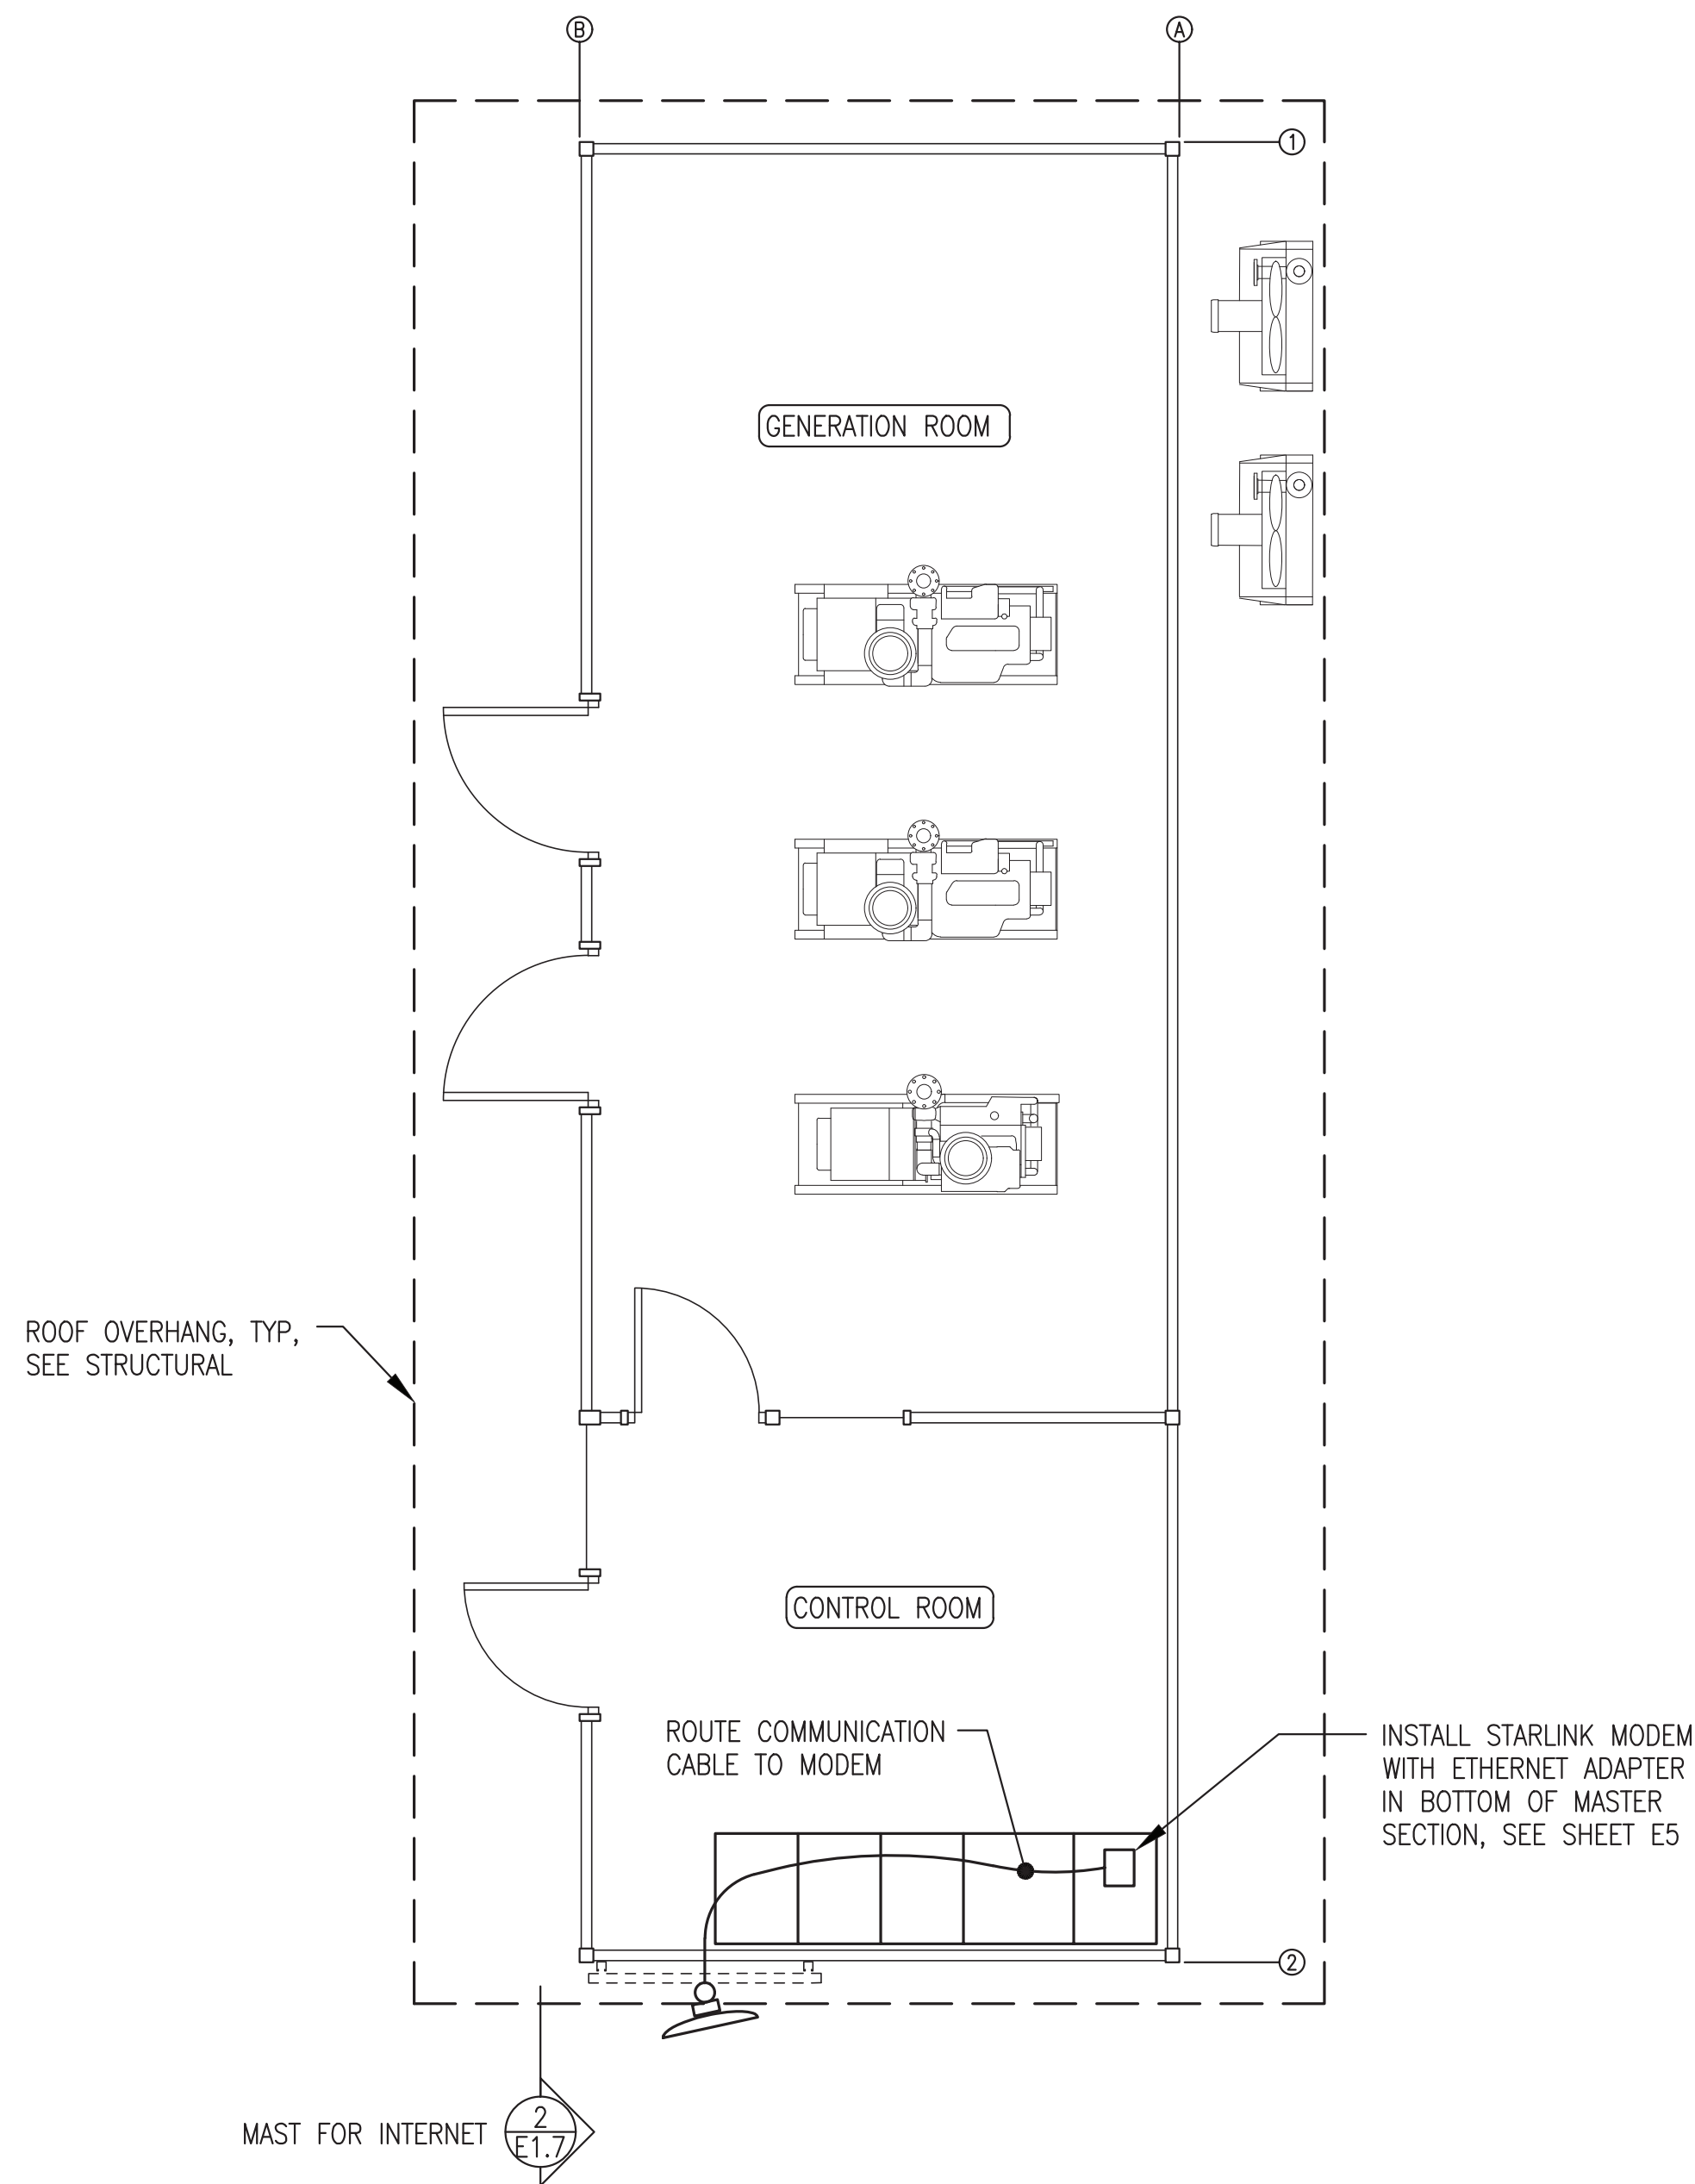 B
A
1
GENERATION ROOM
ROOF OVERHANG, TYP,
SEE STRUCTURAL
CONTROL ROOM
ROUTE COMMUNICATION
CABLE TO MODEM
INSTALL STARLINK MODEM
WITH ETHERNET ADAPTER
IN BOTTOM OF MASTER
SECTION, SEE SHEET E5
2
MAST FOR INTERNET
2
E1.7